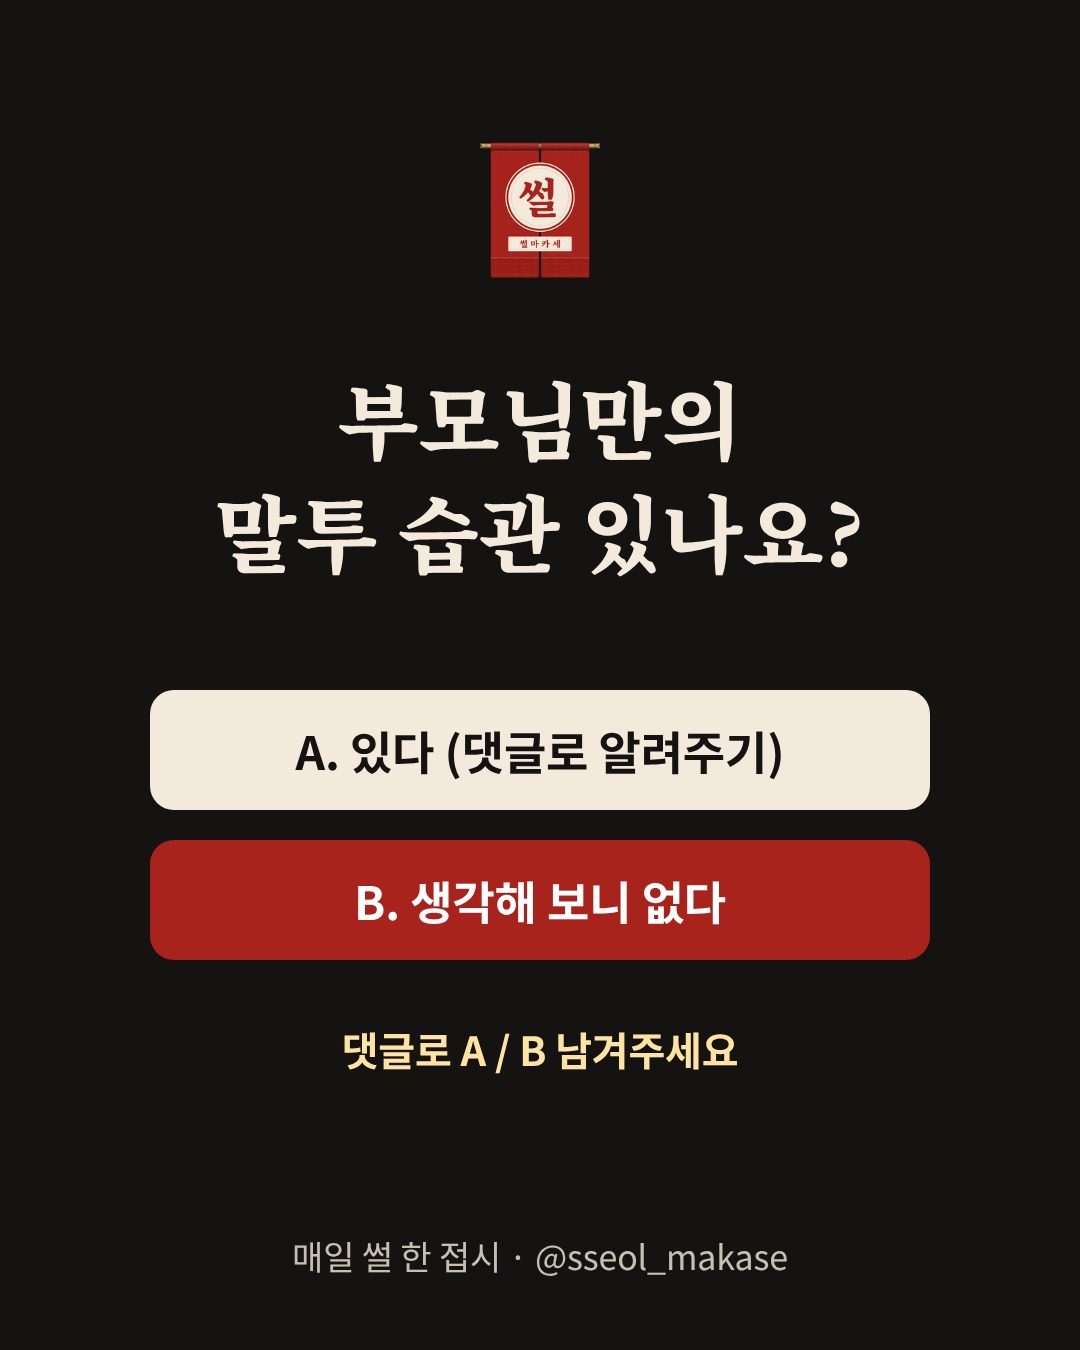 썰
썰마카세
부모님만의
말투 습관 있나요?
A. 있다 (댓글로 알려주기)
B. 생각해 보니 없다
댓글로 A / B 남겨주세요
매일 썰 한 접시 · @sseol_makase